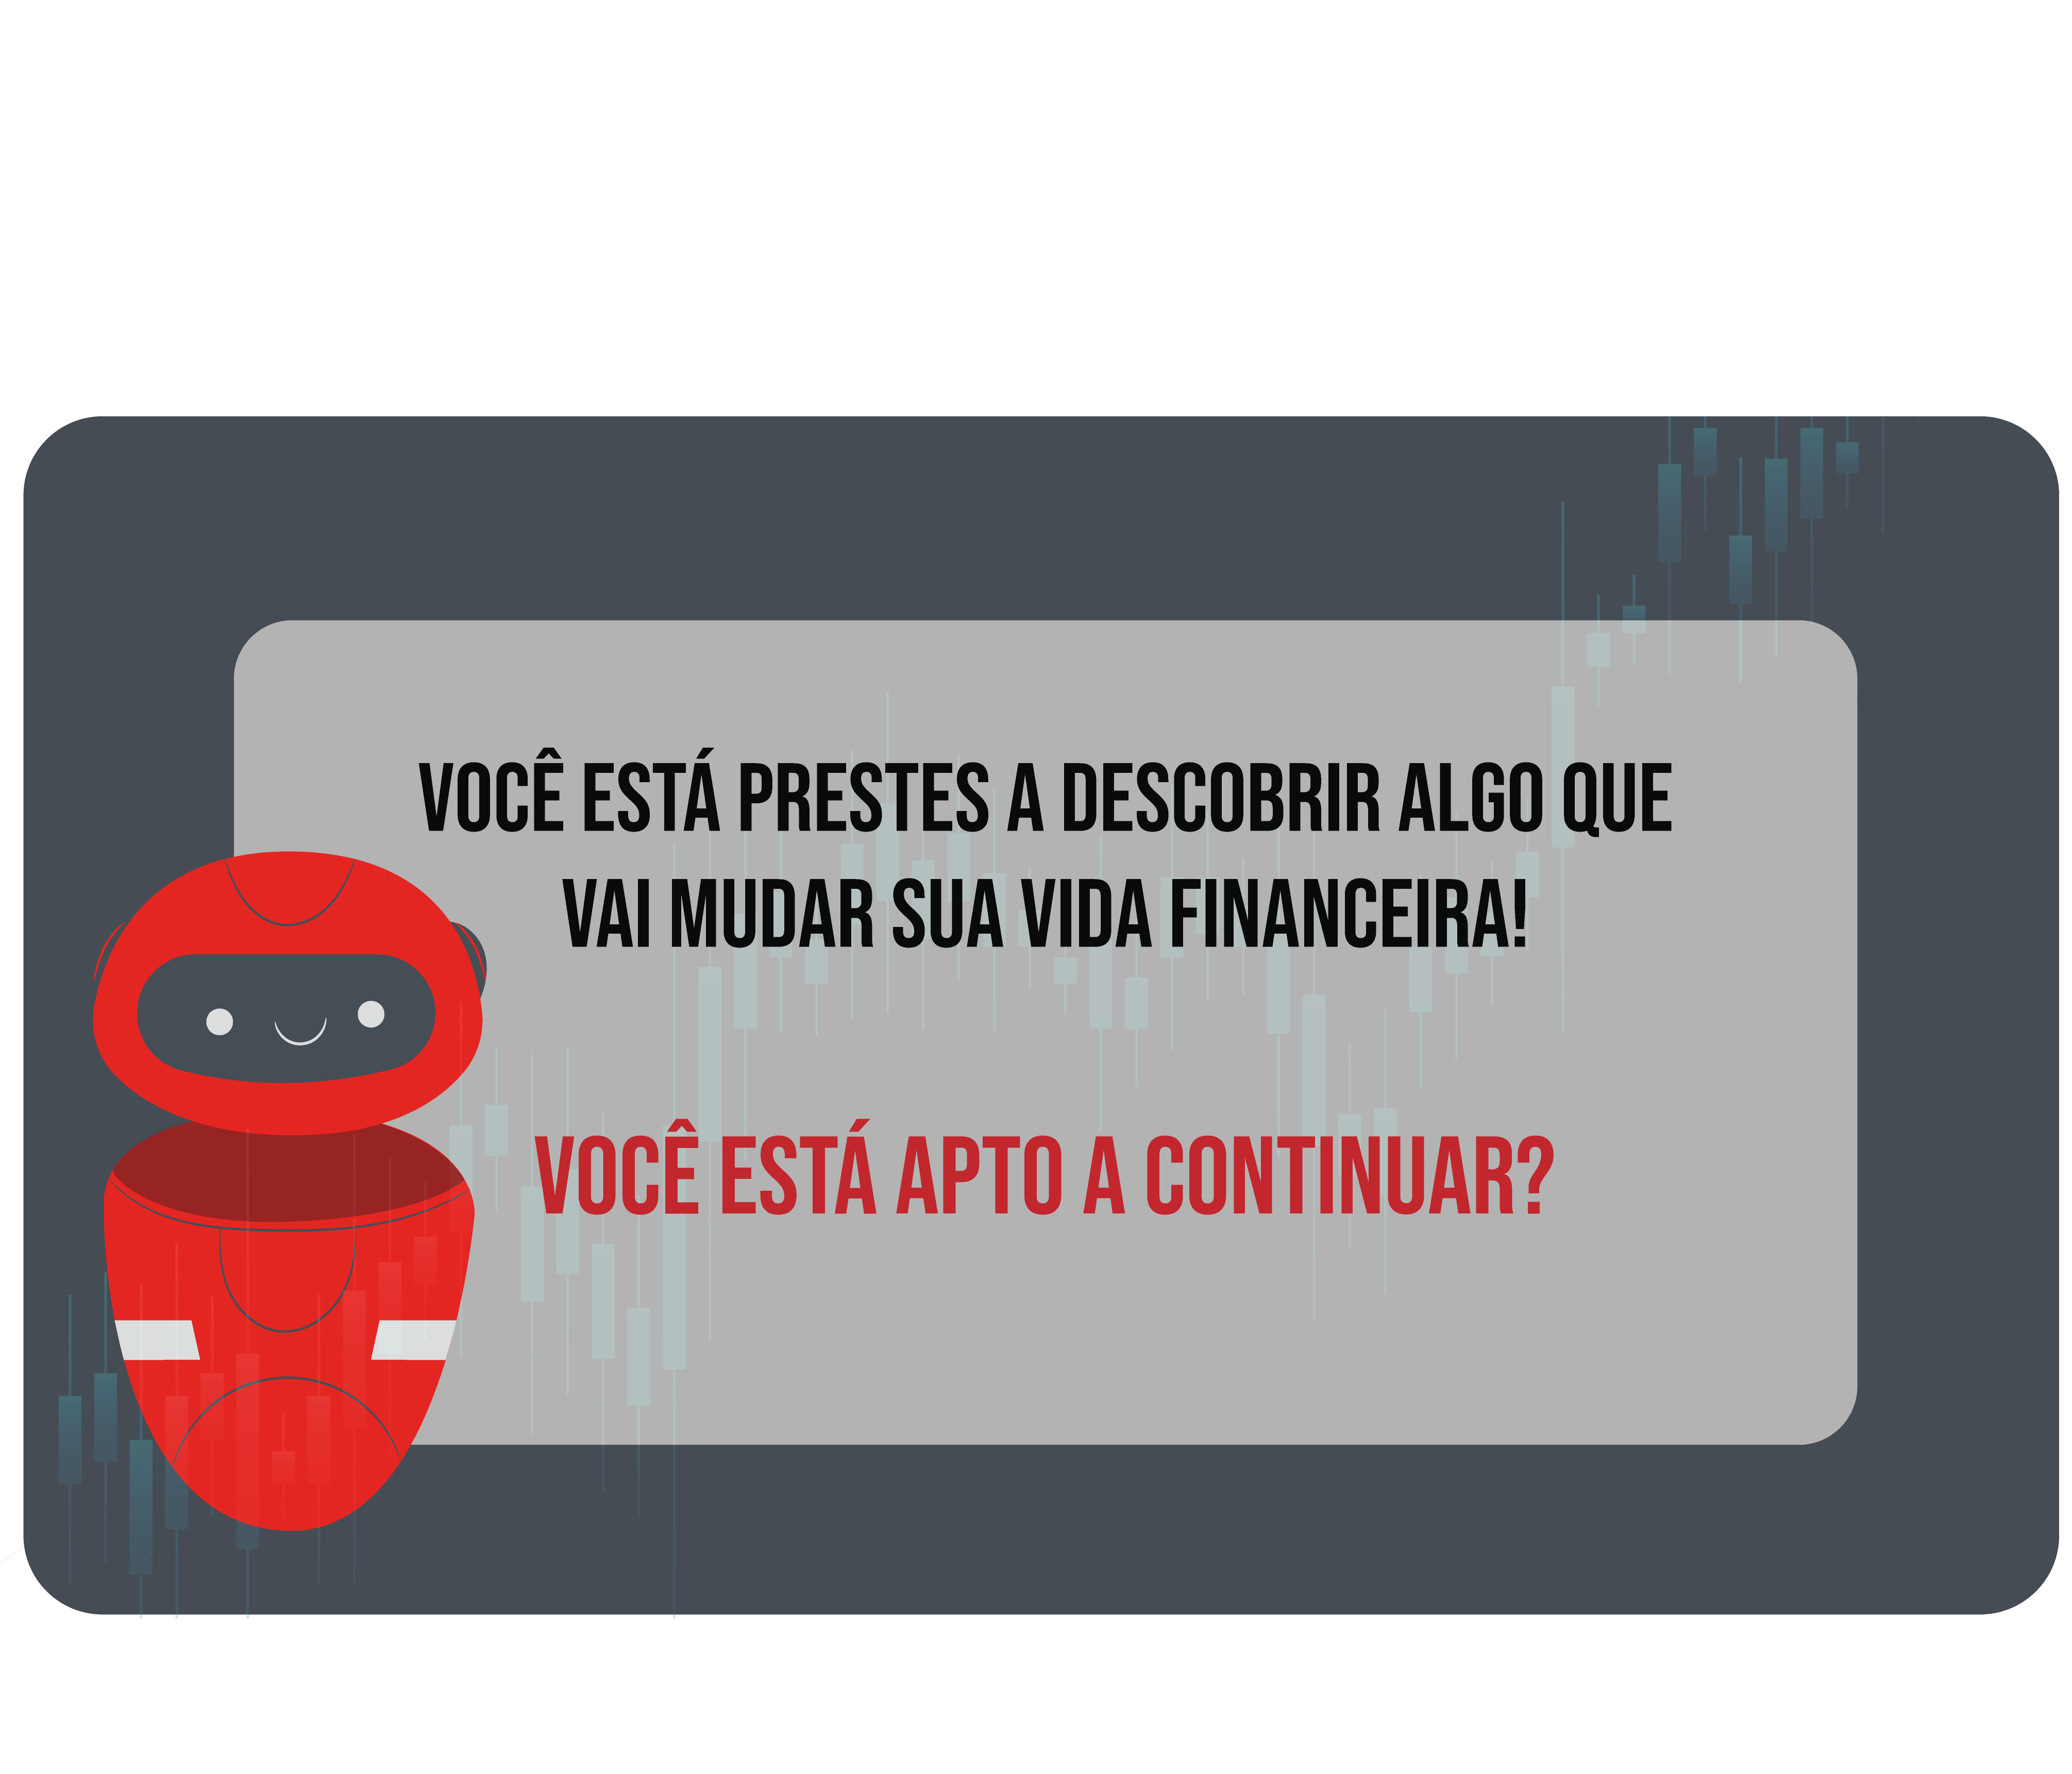 VOCÊ ESTÁ PRESTES A DESCOBRIR ALGO QUE
VAI MUDAR SUA VIDA FINANCEIRA!
VOCÊ ESTÁ APTO A CONTINUAR?